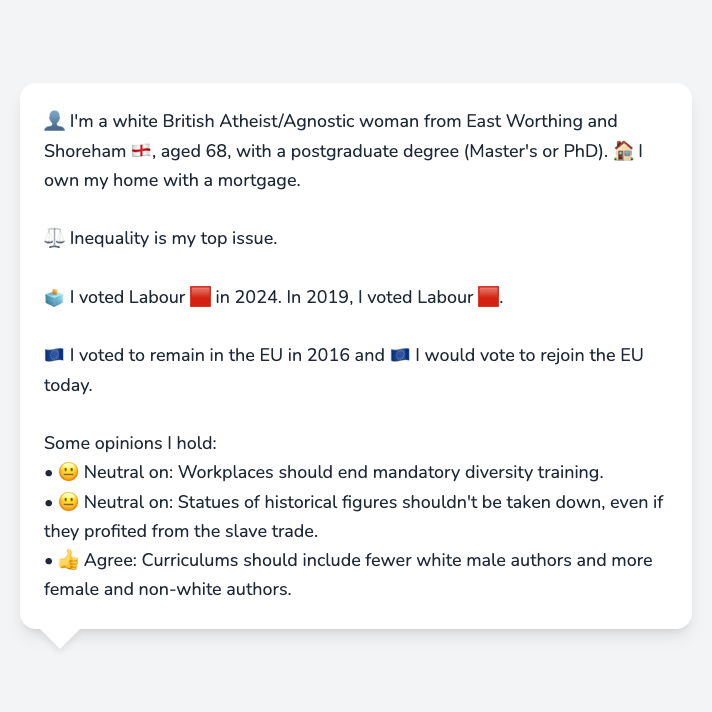 👤 I'm a white British Atheist/Agnostic woman from East Worthing and
Shoreham 🏴󠁧󠁢󠁥󠁮󠁧󠁿, aged 68, with a postgraduate degree (Master's or PhD). 🏠 I
own my home with a mortgage.
⚖️ Inequality is my top issue.
🗳️ I voted Labour 🟥 in 2024. In 2019, I voted Labour 🟥.
🇪🇺 I voted to remain in the EU in 2016 and 🇪🇺 I would vote to rejoin the EU
today.
Some opinions I hold:
• 😐 Neutral on: Workplaces should end mandatory diversity training.
• 😐 Neutral on: Statues of historical figures shouldn't be taken down, even if
they profited from the slave trade.
• 👍 Agree: Curriculums should include fewer white male authors and more
female and non-white authors.